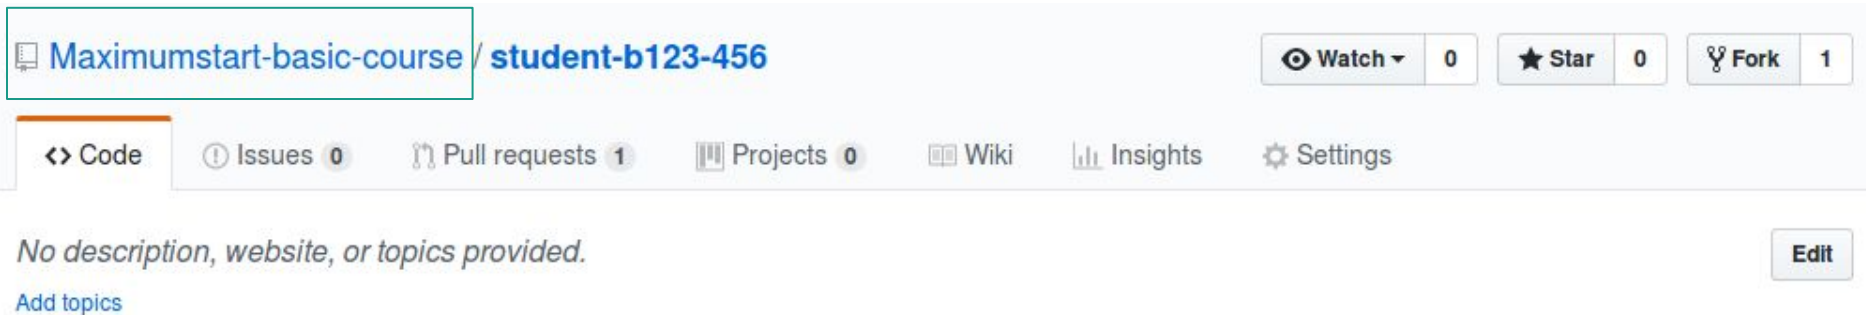 Maximumstart-basic-course / student-b123-456 Watch 0 Star 0 Fork 1
Code Issues 0 Pull requests 1 Projects 0 Wiki Insights Settings
No description, website, or topics provided. Edit
Add topics